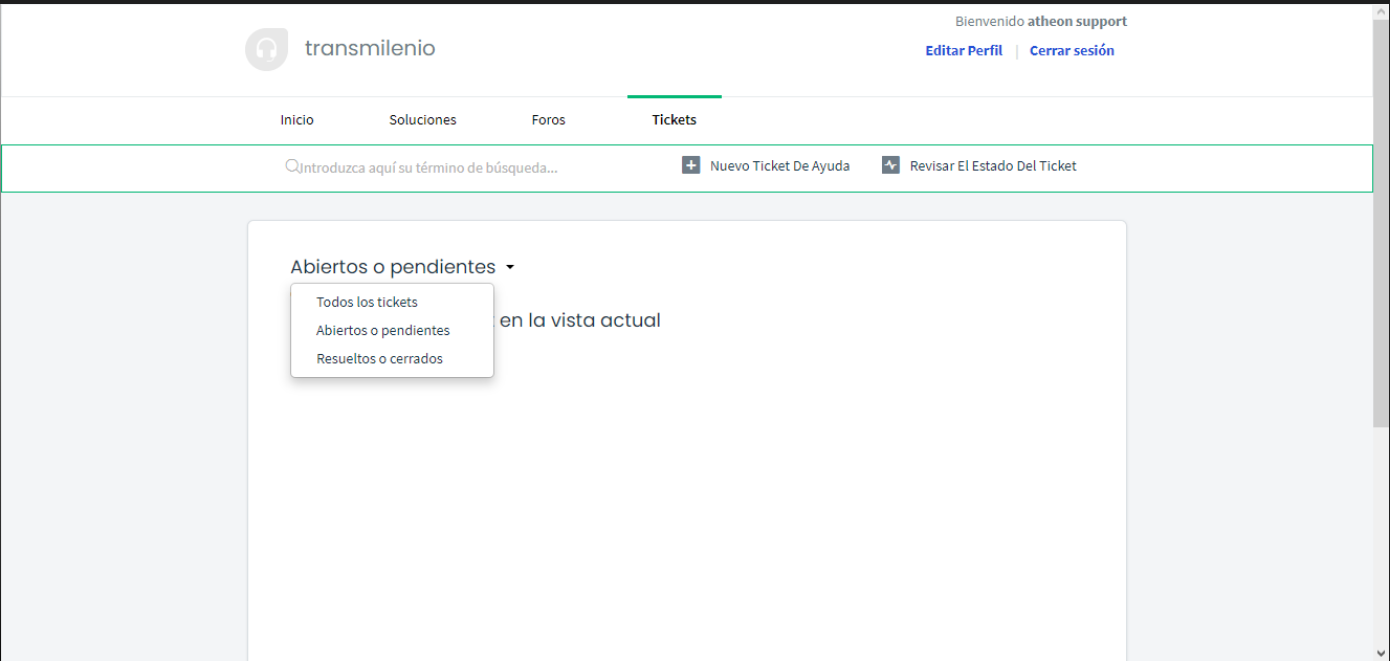 Bienvenido atheon support
transmilenio
Editar Perfil | Cerrar sesión
Inicio Soluciones Foros Tickets
Introduzca aquí su término de búsqueda... Nuevo Ticket De Ayuda Revisar El Estado Del Ticket
Abiertos o pendientes
Todos los tickets
en la vista actual
Abiertos o pendientes
Resueltos o cerrados